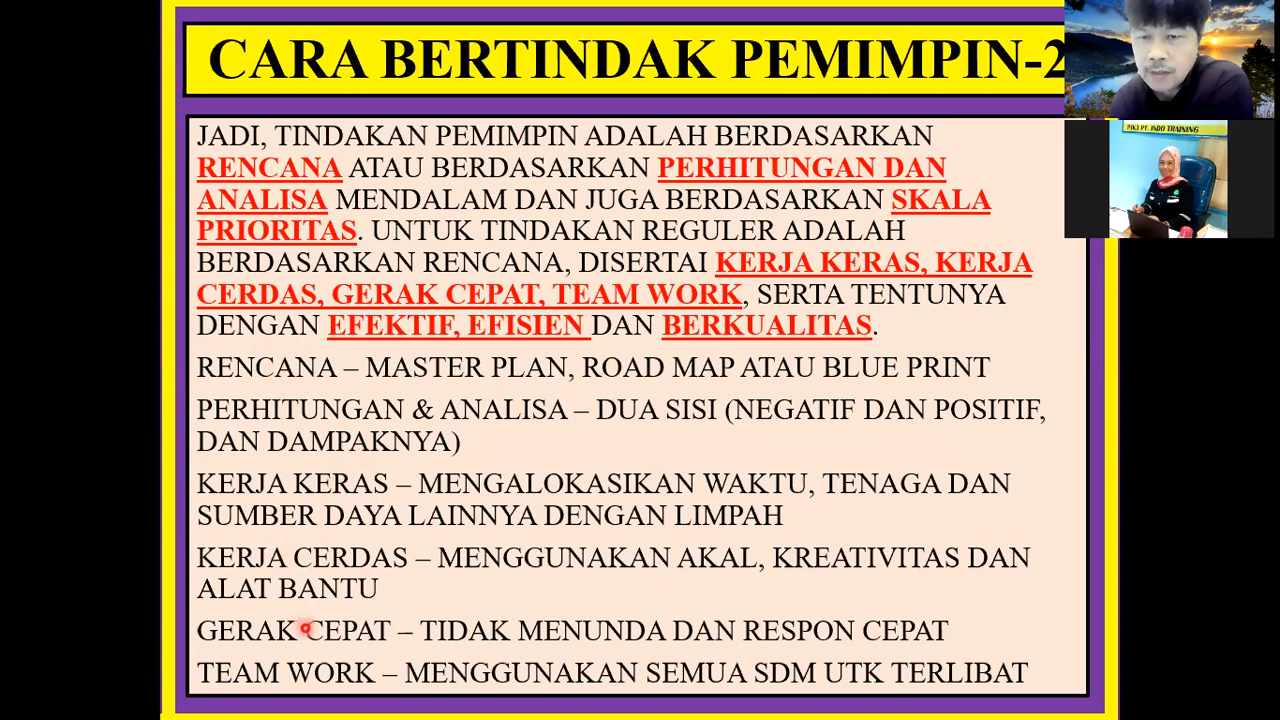 CARA BERTINDAK PEMIMPIN-2
JADI, TINDAKAN PEMIMPIN ADALAH BERDASARKAN
RENCANA ATAU BERDASARKAN PERHITUNGAN DAN
ANALISA MENDALAM DAN JUGA BERDASARKAN SKALA
PRIORITAS. UNTUK TINDAKAN REGULER ADALAH
BERDASARKAN RENCANA, DISERTAI KERJA KERAS, KERJA
CERDAS, GERAK CEPAT, TEAM WORK, SERTA TENTUNYA
DENGAN EFEKTIF, EFISIEN DAN BERKUALITAS.
RENCANA – MASTER PLAN, ROAD MAP ATAU BLUE PRINT
PERHITUNGAN & ANALISA – DUA SISI (NEGATIF DAN POSITIF,
DAN DAMPAKNYA)
KERJA KERAS – MENGALOKASIKAN WAKTU, TENAGA DAN
SUMBER DAYA LAINNYA DENGAN LIMPAH
KERJA CERDAS – MENGGUNAKAN AKAL, KREATIVITAS DAN
ALAT BANTU
GERAK CEPAT – TIDAK MENUNDA DAN RESPON CEPAT
TEAM WORK – MENGGUNAKAN SEMUA SDM UTK TERLIBAT
PJK3 PT. INDO TRAINING